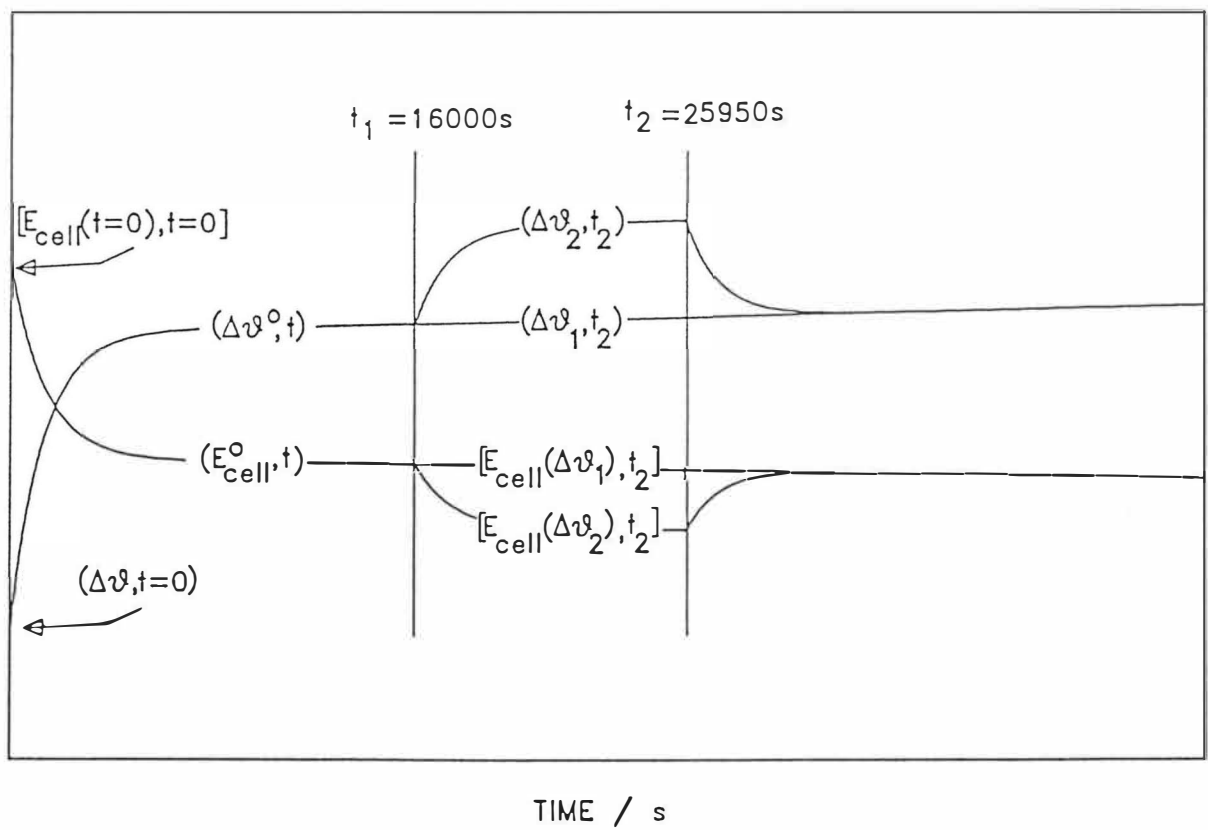 t₁ =16000s
t₂ =25950s
[E_cell(t=0),t=0]
(Δϑ₂,t₂)
(Δϑ°,t)
(Δϑ₁,t₂)
(E°_cell,t)
[E_cell(Δϑ₁),t₂]
[E_cell(Δϑ₂),t₂]
(Δϑ,t=0)
TIME / s